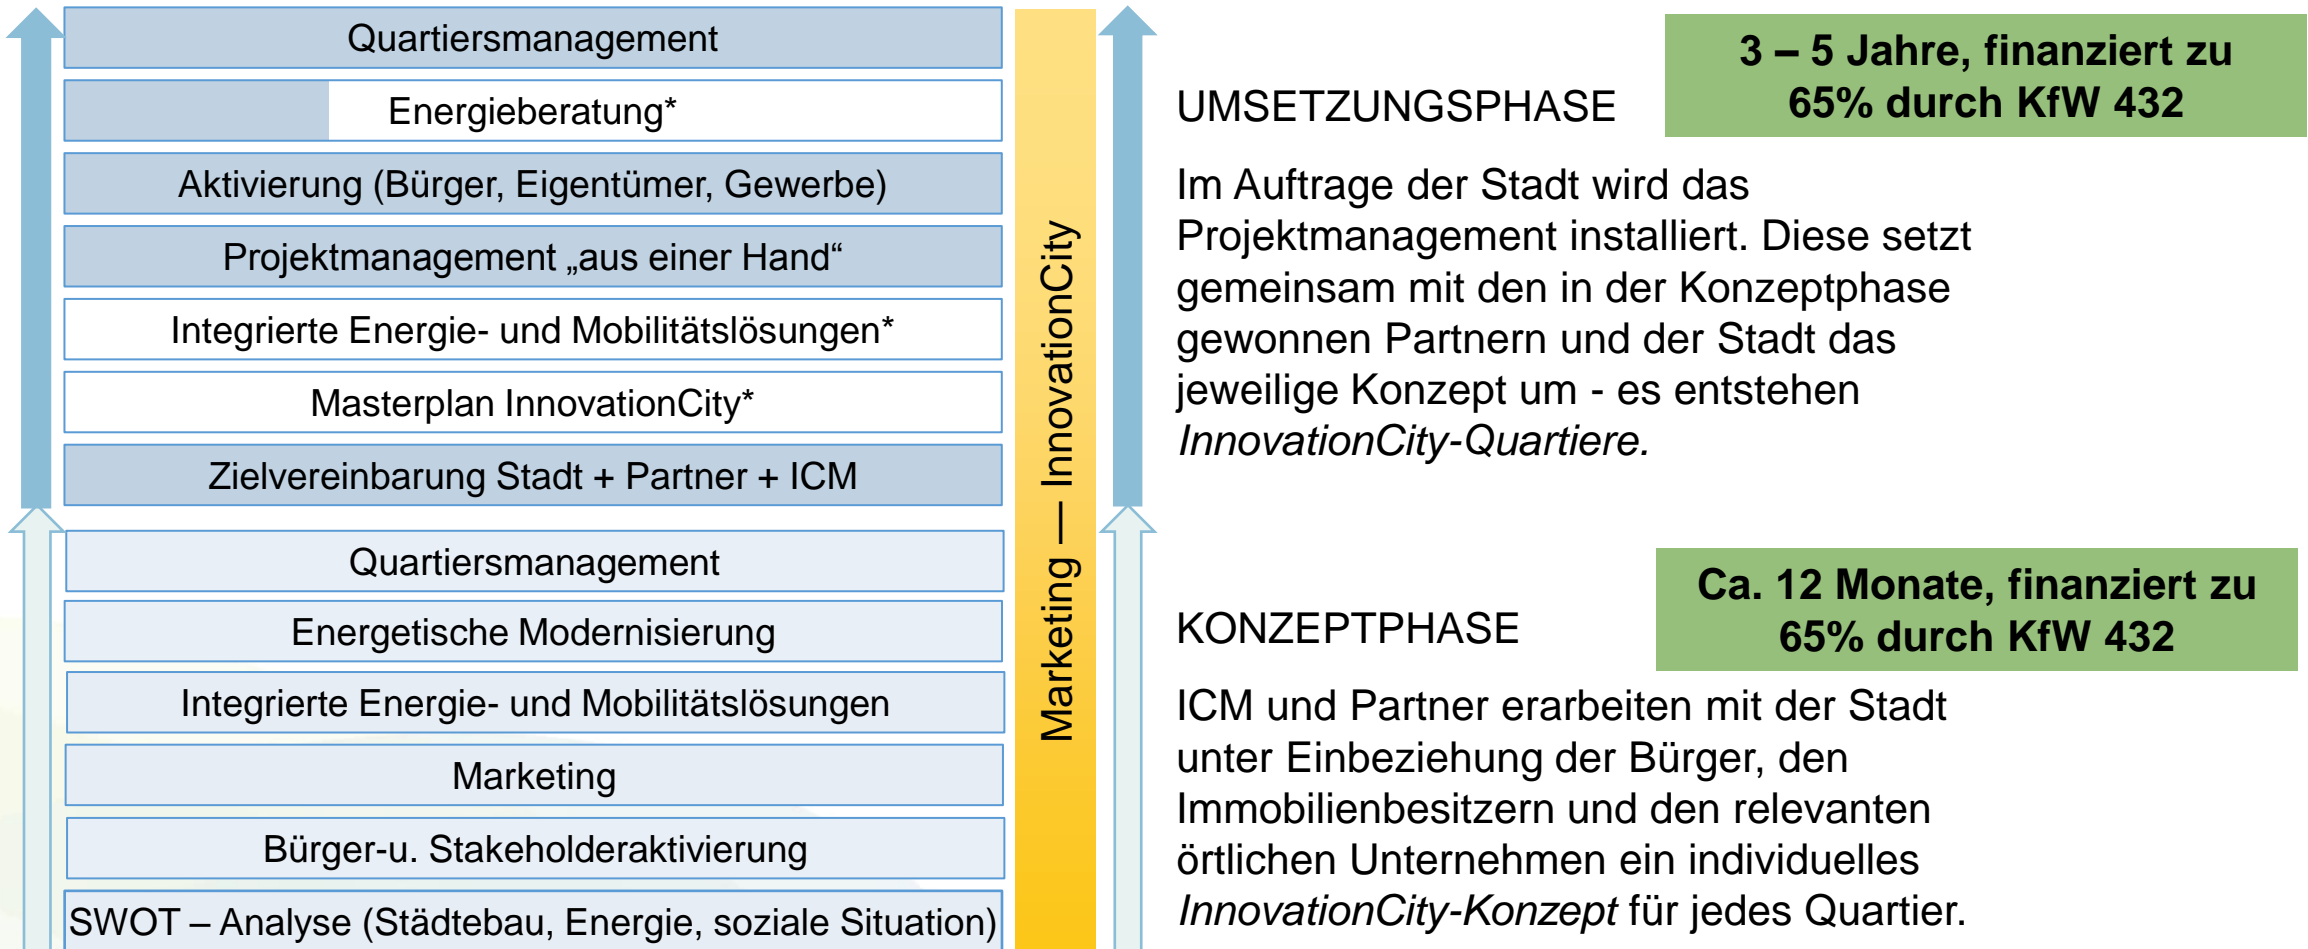 Quartiersmanagement
Energieberatung*
Aktivierung (Bürger, Eigentümer, Gewerbe)
Projektmanagement „aus einer Hand“
Integrierte Energie- und Mobilitätslösungen*
Masterplan InnovationCity*
Zielvereinbarung Stadt + Partner + ICM
Quartiersmanagement
Energetische Modernisierung
Integrierte Energie- und Mobilitätslösungen
Marketing
Bürger-u. Stakeholderaktivierung
SWOT – Analyse (Städtebau, Energie, soziale Situation)
Marketing — InnovationCity
3 – 5 Jahre, finanziert zu
65% durch KfW 432
UMSETZUNGSPHASE
Im Auftrage der Stadt wird das
Projektmanagement installiert. Diese setzt
gemeinsam mit den in der Konzeptphase
gewonnen Partnern und der Stadt das
jeweilige Konzept um - es entstehen
InnovationCity-Quartiere.
Ca. 12 Monate, finanziert zu
65% durch KfW 432
KONZEPTPHASE
ICM und Partner erarbeiten mit der Stadt
unter Einbeziehung der Bürger, den
Immobilienbesitzern und den relevanten
örtlichen Unternehmen ein individuelles
InnovationCity-Konzept für jedes Quartier.